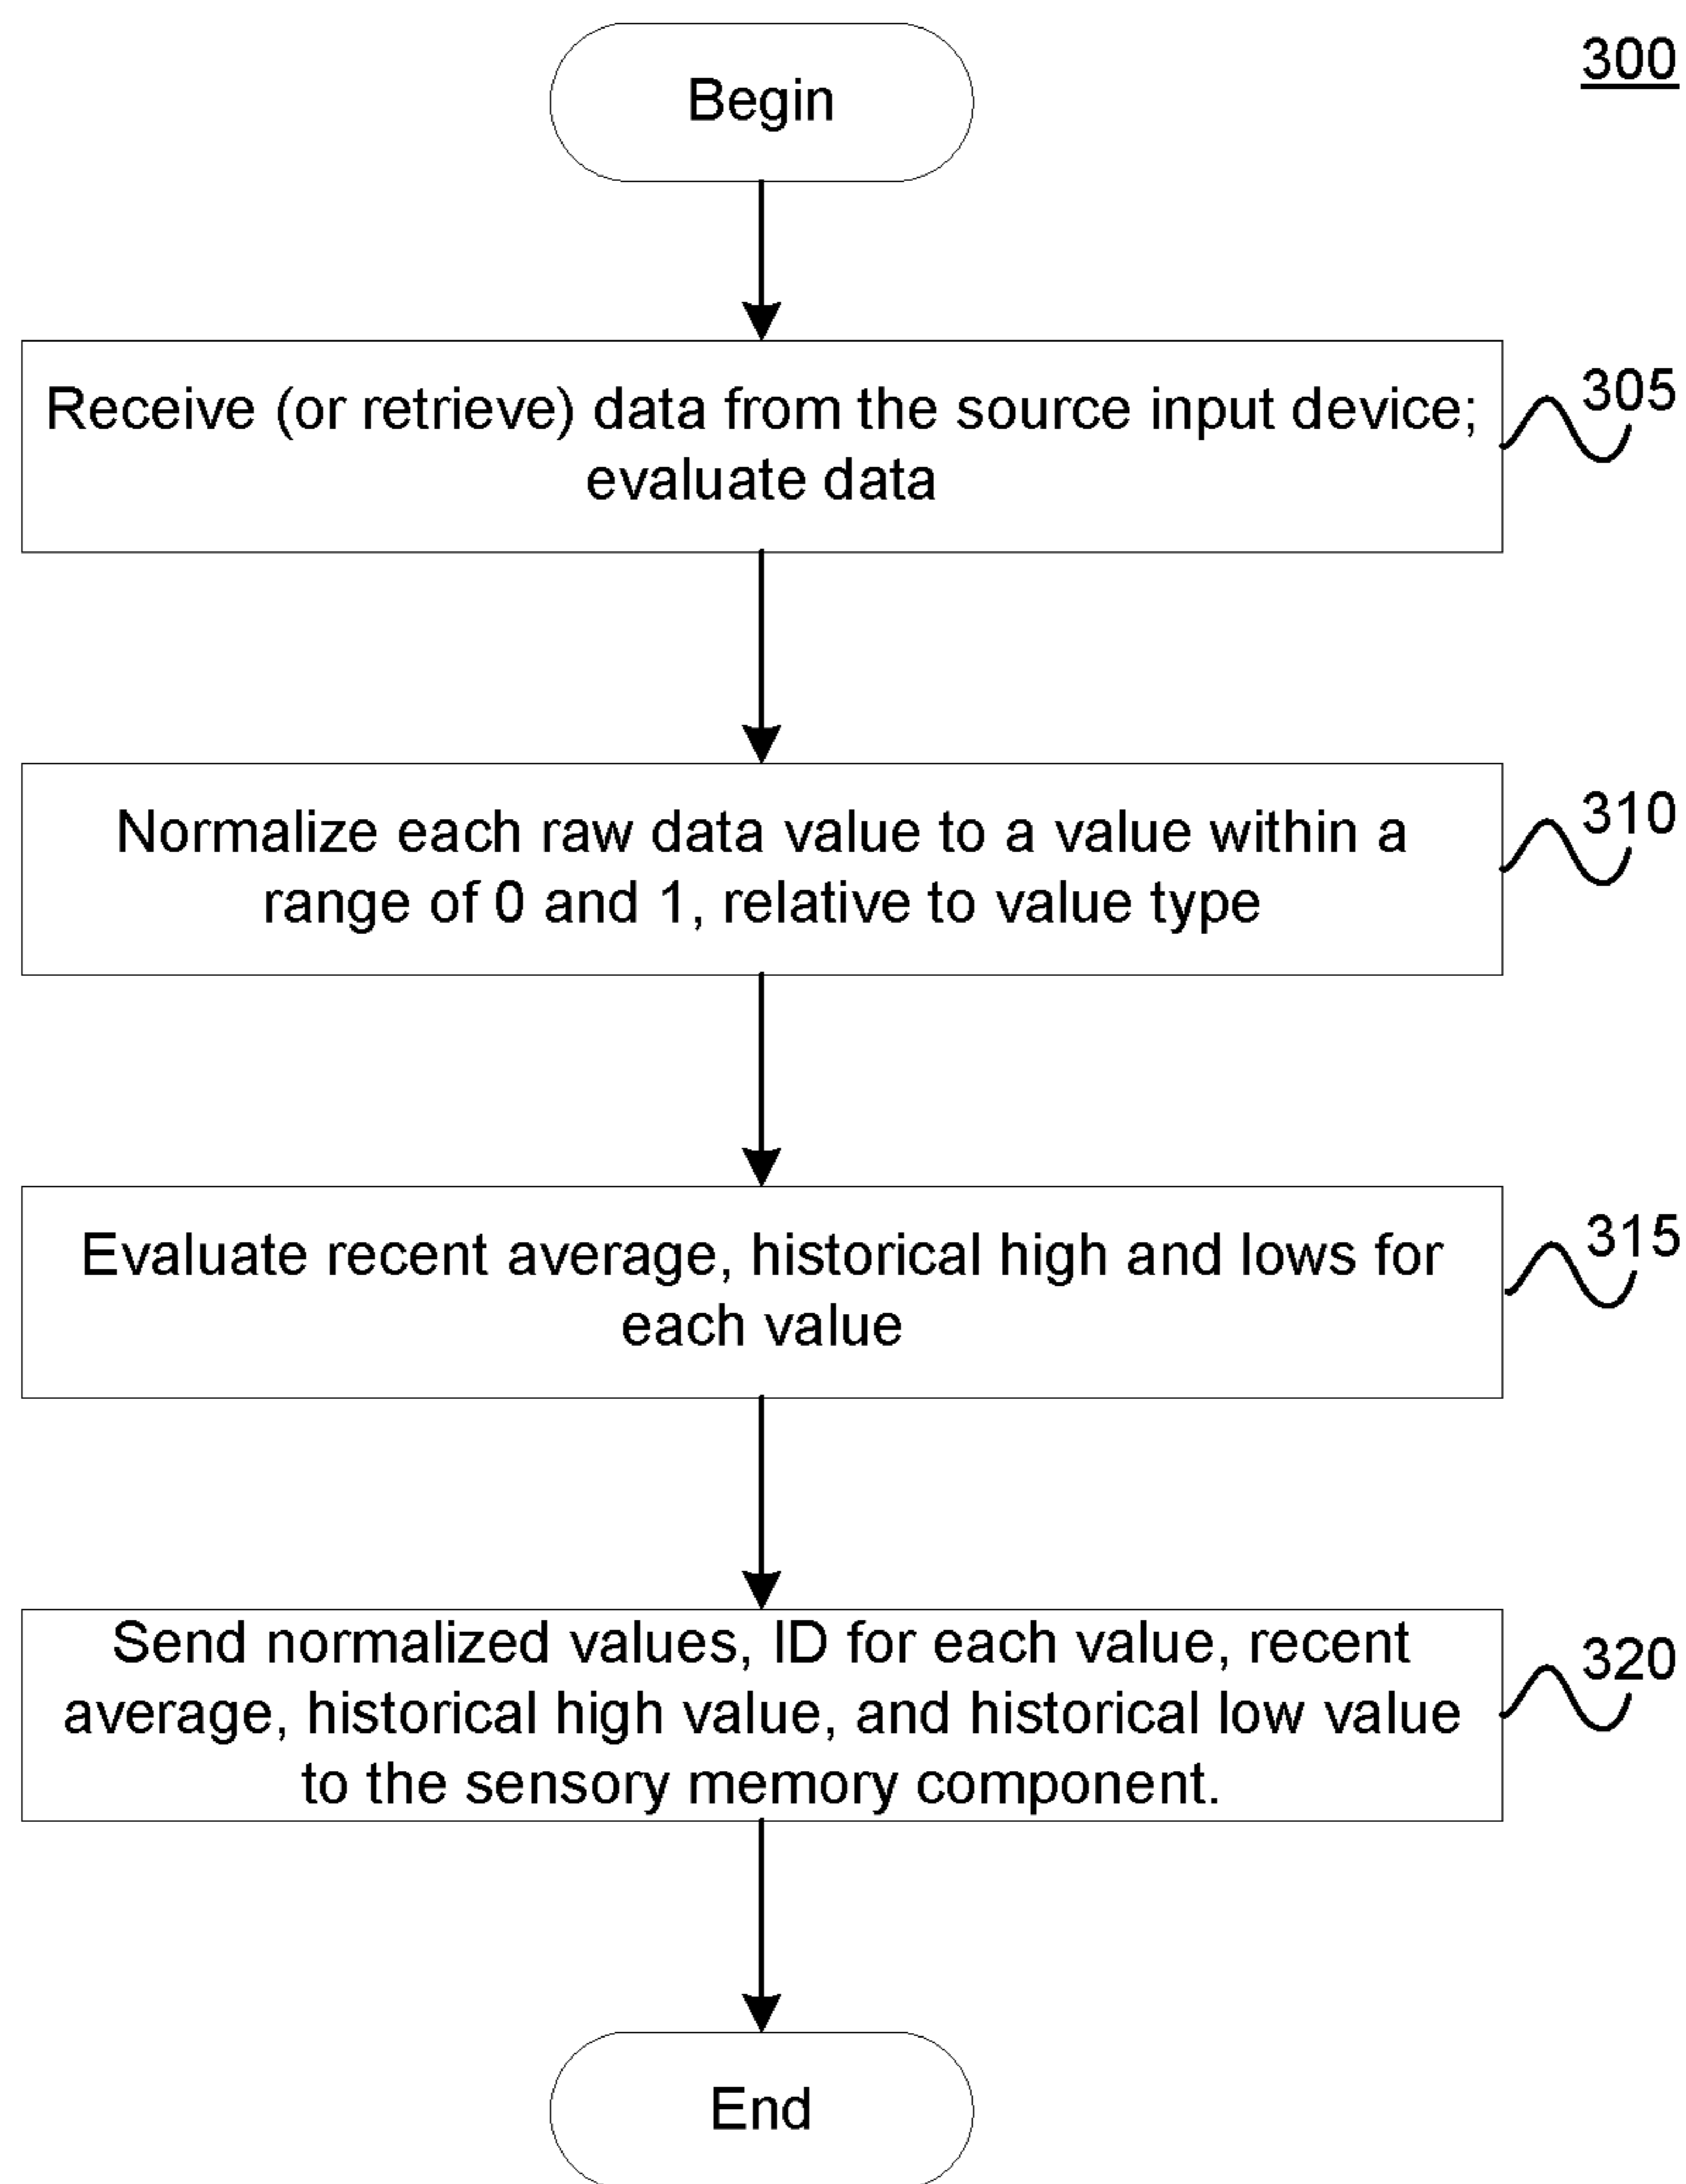 300
Begin
Receive (or retrieve) data from the source input device;
evaluate data
305
Normalize each raw data value to a value within a
range of 0 and 1, relative to value type
310
Evaluate recent average, historical high and lows for
each value
315
Send normalized values, ID for each value, recent
average, historical high value, and historical low value
to the sensory memory component.
320
End